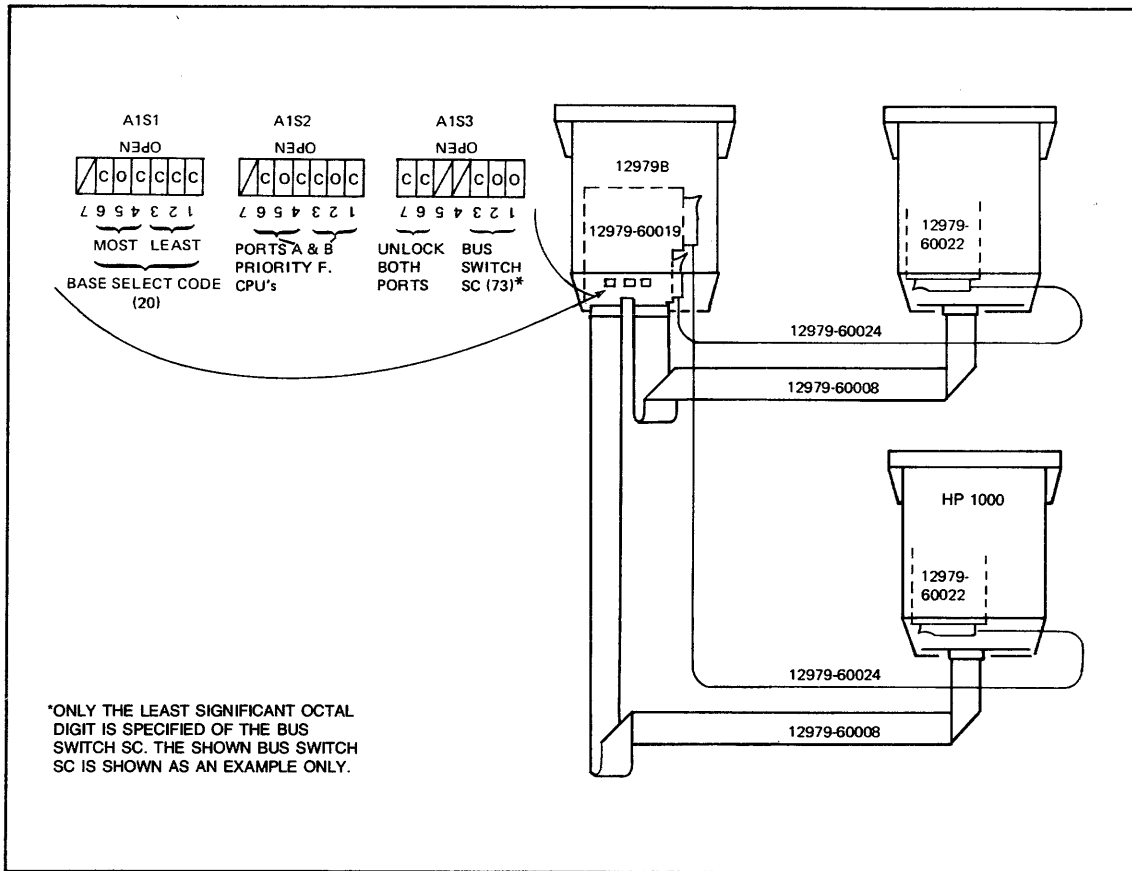 A1S1
OPEN
C O C C C C
7 6 5 4 3 2 1
MOST LEAST
BASE SELECT CODE
(20)
A1S2
OPEN
C O C C O C
7 6 5 4 3 2 1
PORTS A & B
PRIORITY F.
CPU's
A1S3
OPEN
C C C O O
7 6 5 4 3 2 1
UNLOCK
BOTH
PORTS
BUS
SWITCH
SC (73)*
12979B
12979-60019
12979-
60022
12979-60024
12979-60008
HP 1000
12979-
60022
12979-60024
12979-60008
*ONLY THE LEAST SIGNIFICANT OCTAL
DIGIT IS SPECIFIED OF THE BUS
SWITCH SC. THE SHOWN BUS SWITCH
SC IS SHOWN AS AN EXAMPLE ONLY.